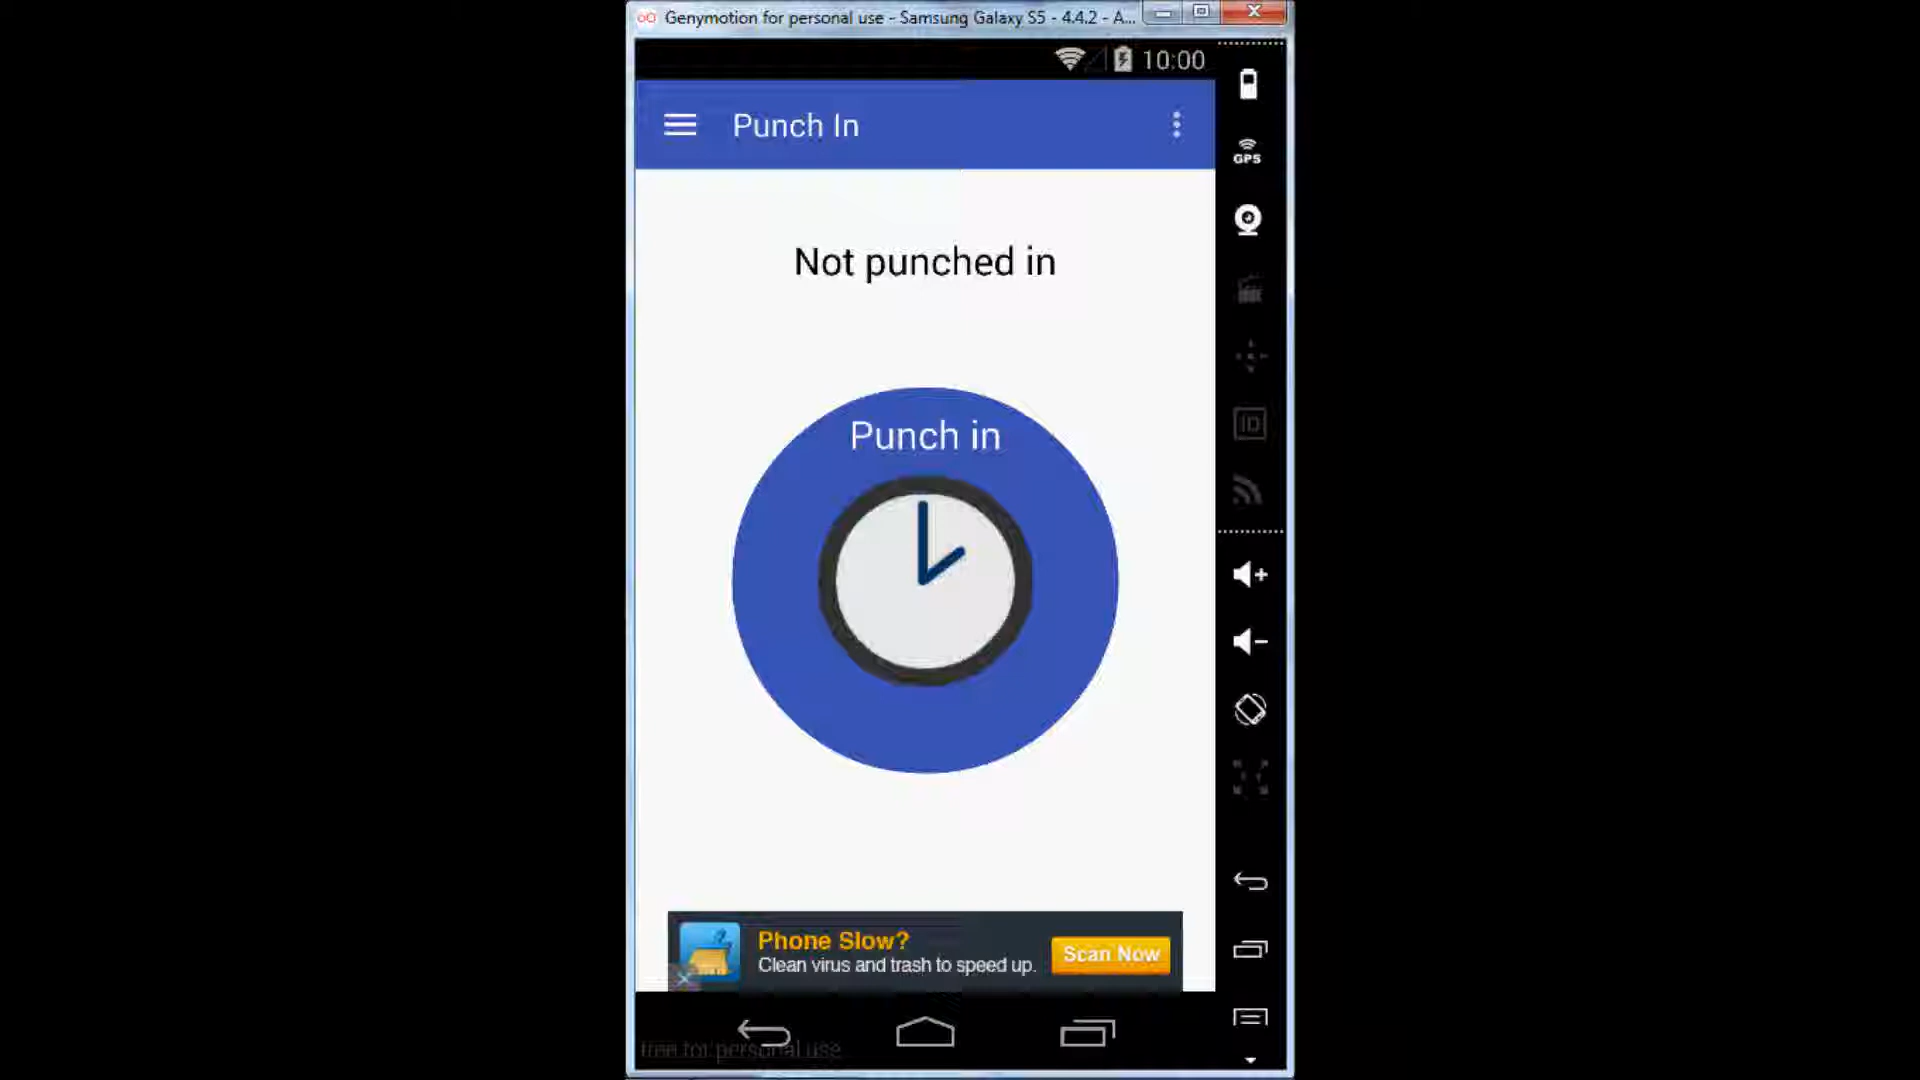 Genymotion for personal use - Samsung Galaxy S5 - 4.4.2 - A...
10:00
Punch In
GPS
Not punched in
ID
Punch in
Phone Slow?
Clean virus and trash to speed up.
Scan Now
free for personal use